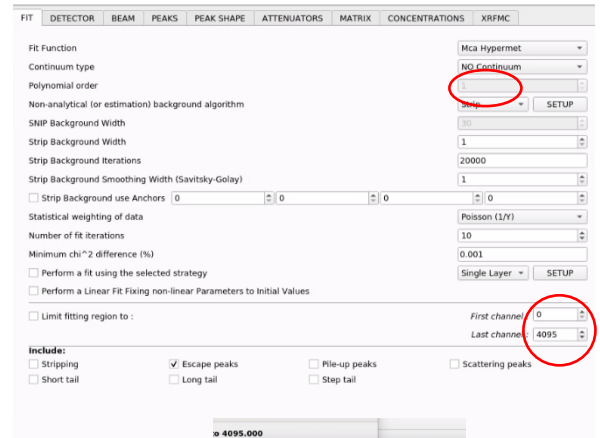 FIT DETECTOR BEAM PEAKS PEAK SHAPE ATTENUATORS MATRIX CONCENTRATIONS XRFMC
Fit Function Mca Hypermet
Continuum type NO Continuum
Polynomial order 1
Non-analytical (or estimation) background algorithm Strip SETUP
SNIP Background Width 30
Strip Background Width 1
Strip Background Iterations 20000
Strip Background Smoothing Width (Savitsky-Golay) 1
Strip Background use Anchors 0 0 0 0
Statistical weighting of data Poisson (1/Y)
Number of fit iterations 10
Minimum chi^2 difference (%) 0.001
Perform a fit using the selected strategy Single Layer SETUP
Perform a Linear Fit Fixing non-linear Parameters to Initial Values
Limit fitting region to : First channel : 0
Last channel : 4095
Include:
Stripping Escape peaks Pile-up peaks Scattering peaks
Short tail Long tail Step tail
to 4095.000